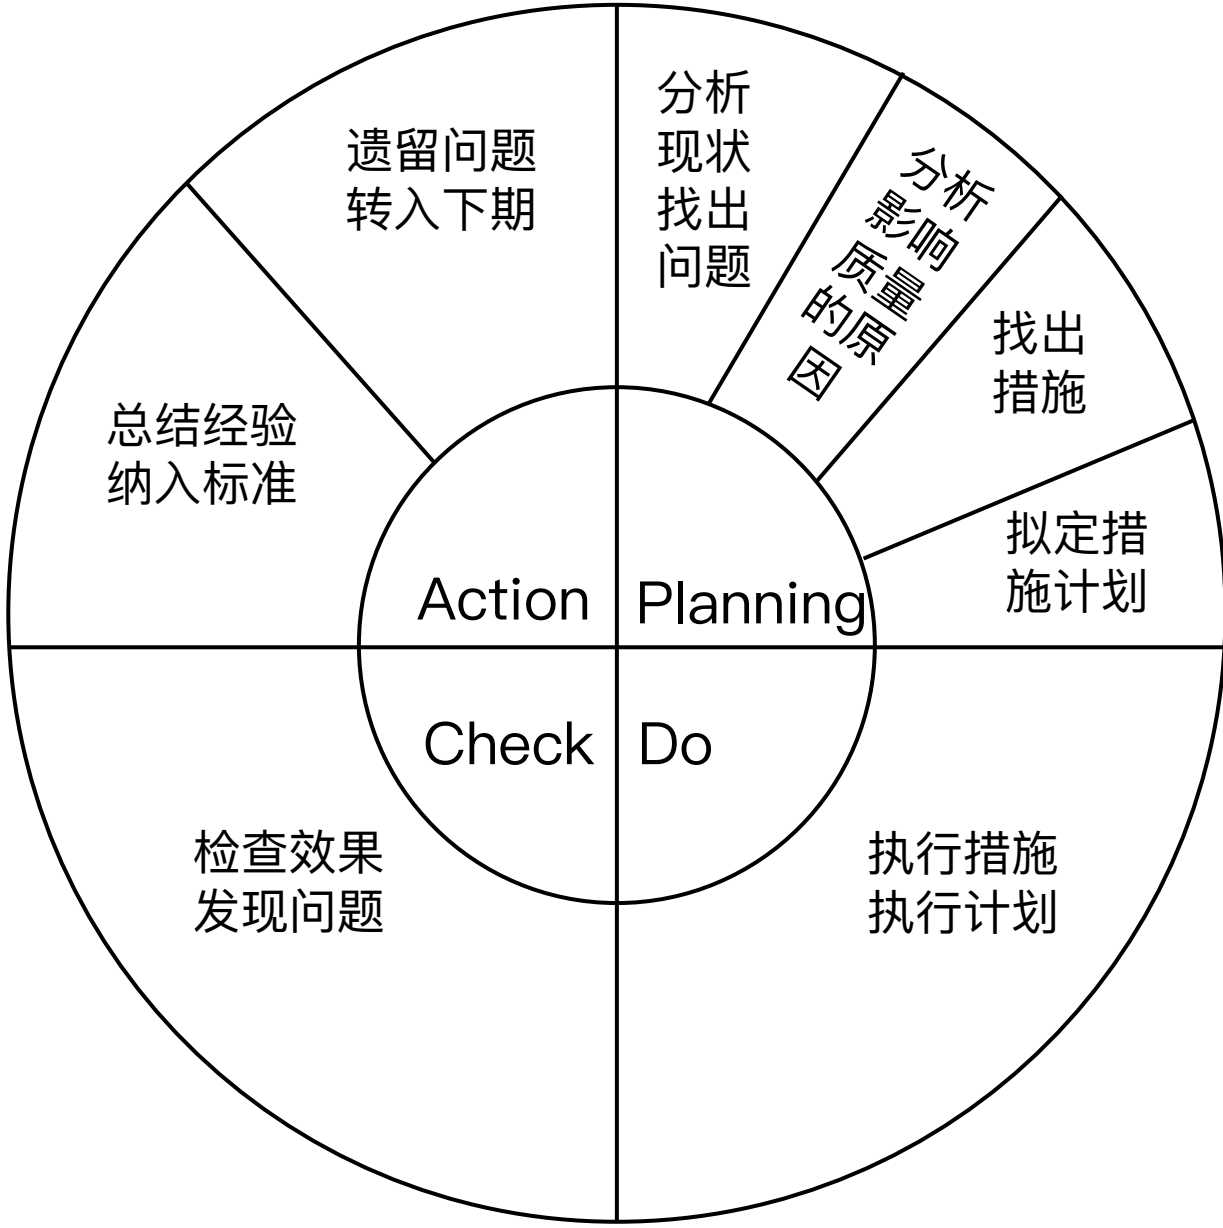 分析
现状
找出
问题
分析
影响
质量
的原
因
找出
措施
拟定措
施计划
执行措施
执行计划
检查效果
发现问题
总结经验
纳入标准
遗留问题
转入下期
Action
Planning
Check
Do